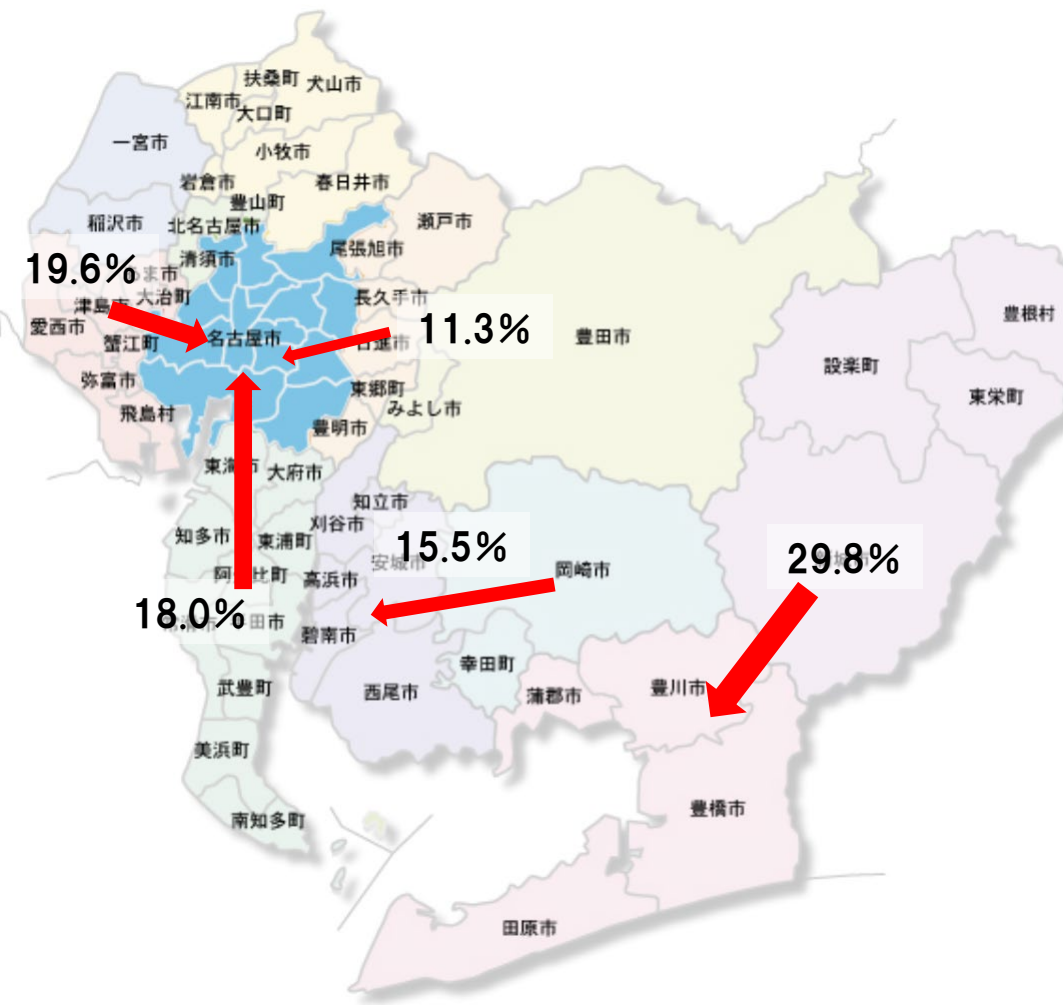 扶桑町
犬山市
江南市
大口町
一宮市
小牧市
岩倉市
春日井市
豊山町
稲沢市
北名古屋市
瀬戸市
尾張旭市
清須市
19.6%
ま市
大治町
長久手市
津島市
愛西市
豊根村
11.3%
名古屋市
豊田市
蟹江町
日進市
設楽町
弥富市
東郷町
東栄町
みよし市
飛島村
豊明市
大府市
知立市
刈谷市
知多市
東浦町
15.5%
29.8%
安城市
岡崎市
高浜市
18.0%
田市
碧南市
幸田町
武豊町
西尾市
豊川市
蒲郡市
美浜町
豊橋市
南知多町
田原市